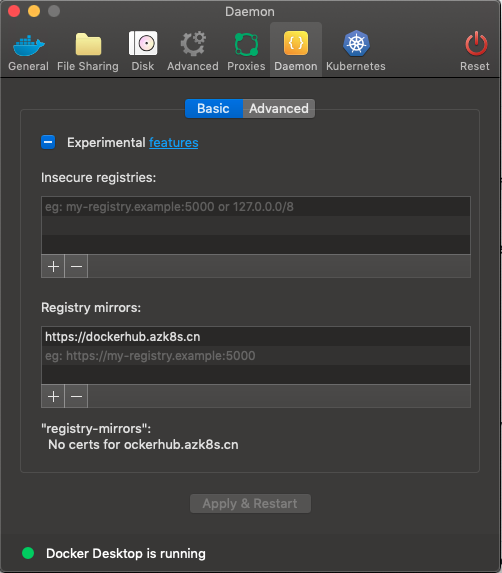 Daemon
General File Sharing Disk Advanced Proxies Daemon Kubernetes Reset
Basic Advanced
Experimental features
Insecure registries:
eg: my-registry.example:5000 or 127.0.0.0/8
+ −
Registry mirrors:
https://dockerhub.azk8s.cn
eg: https://my-registry.example:5000
+ −
"registry-mirrors":
No certs for ockerhub.azk8s.cn
Apply & Restart
Docker Desktop is running